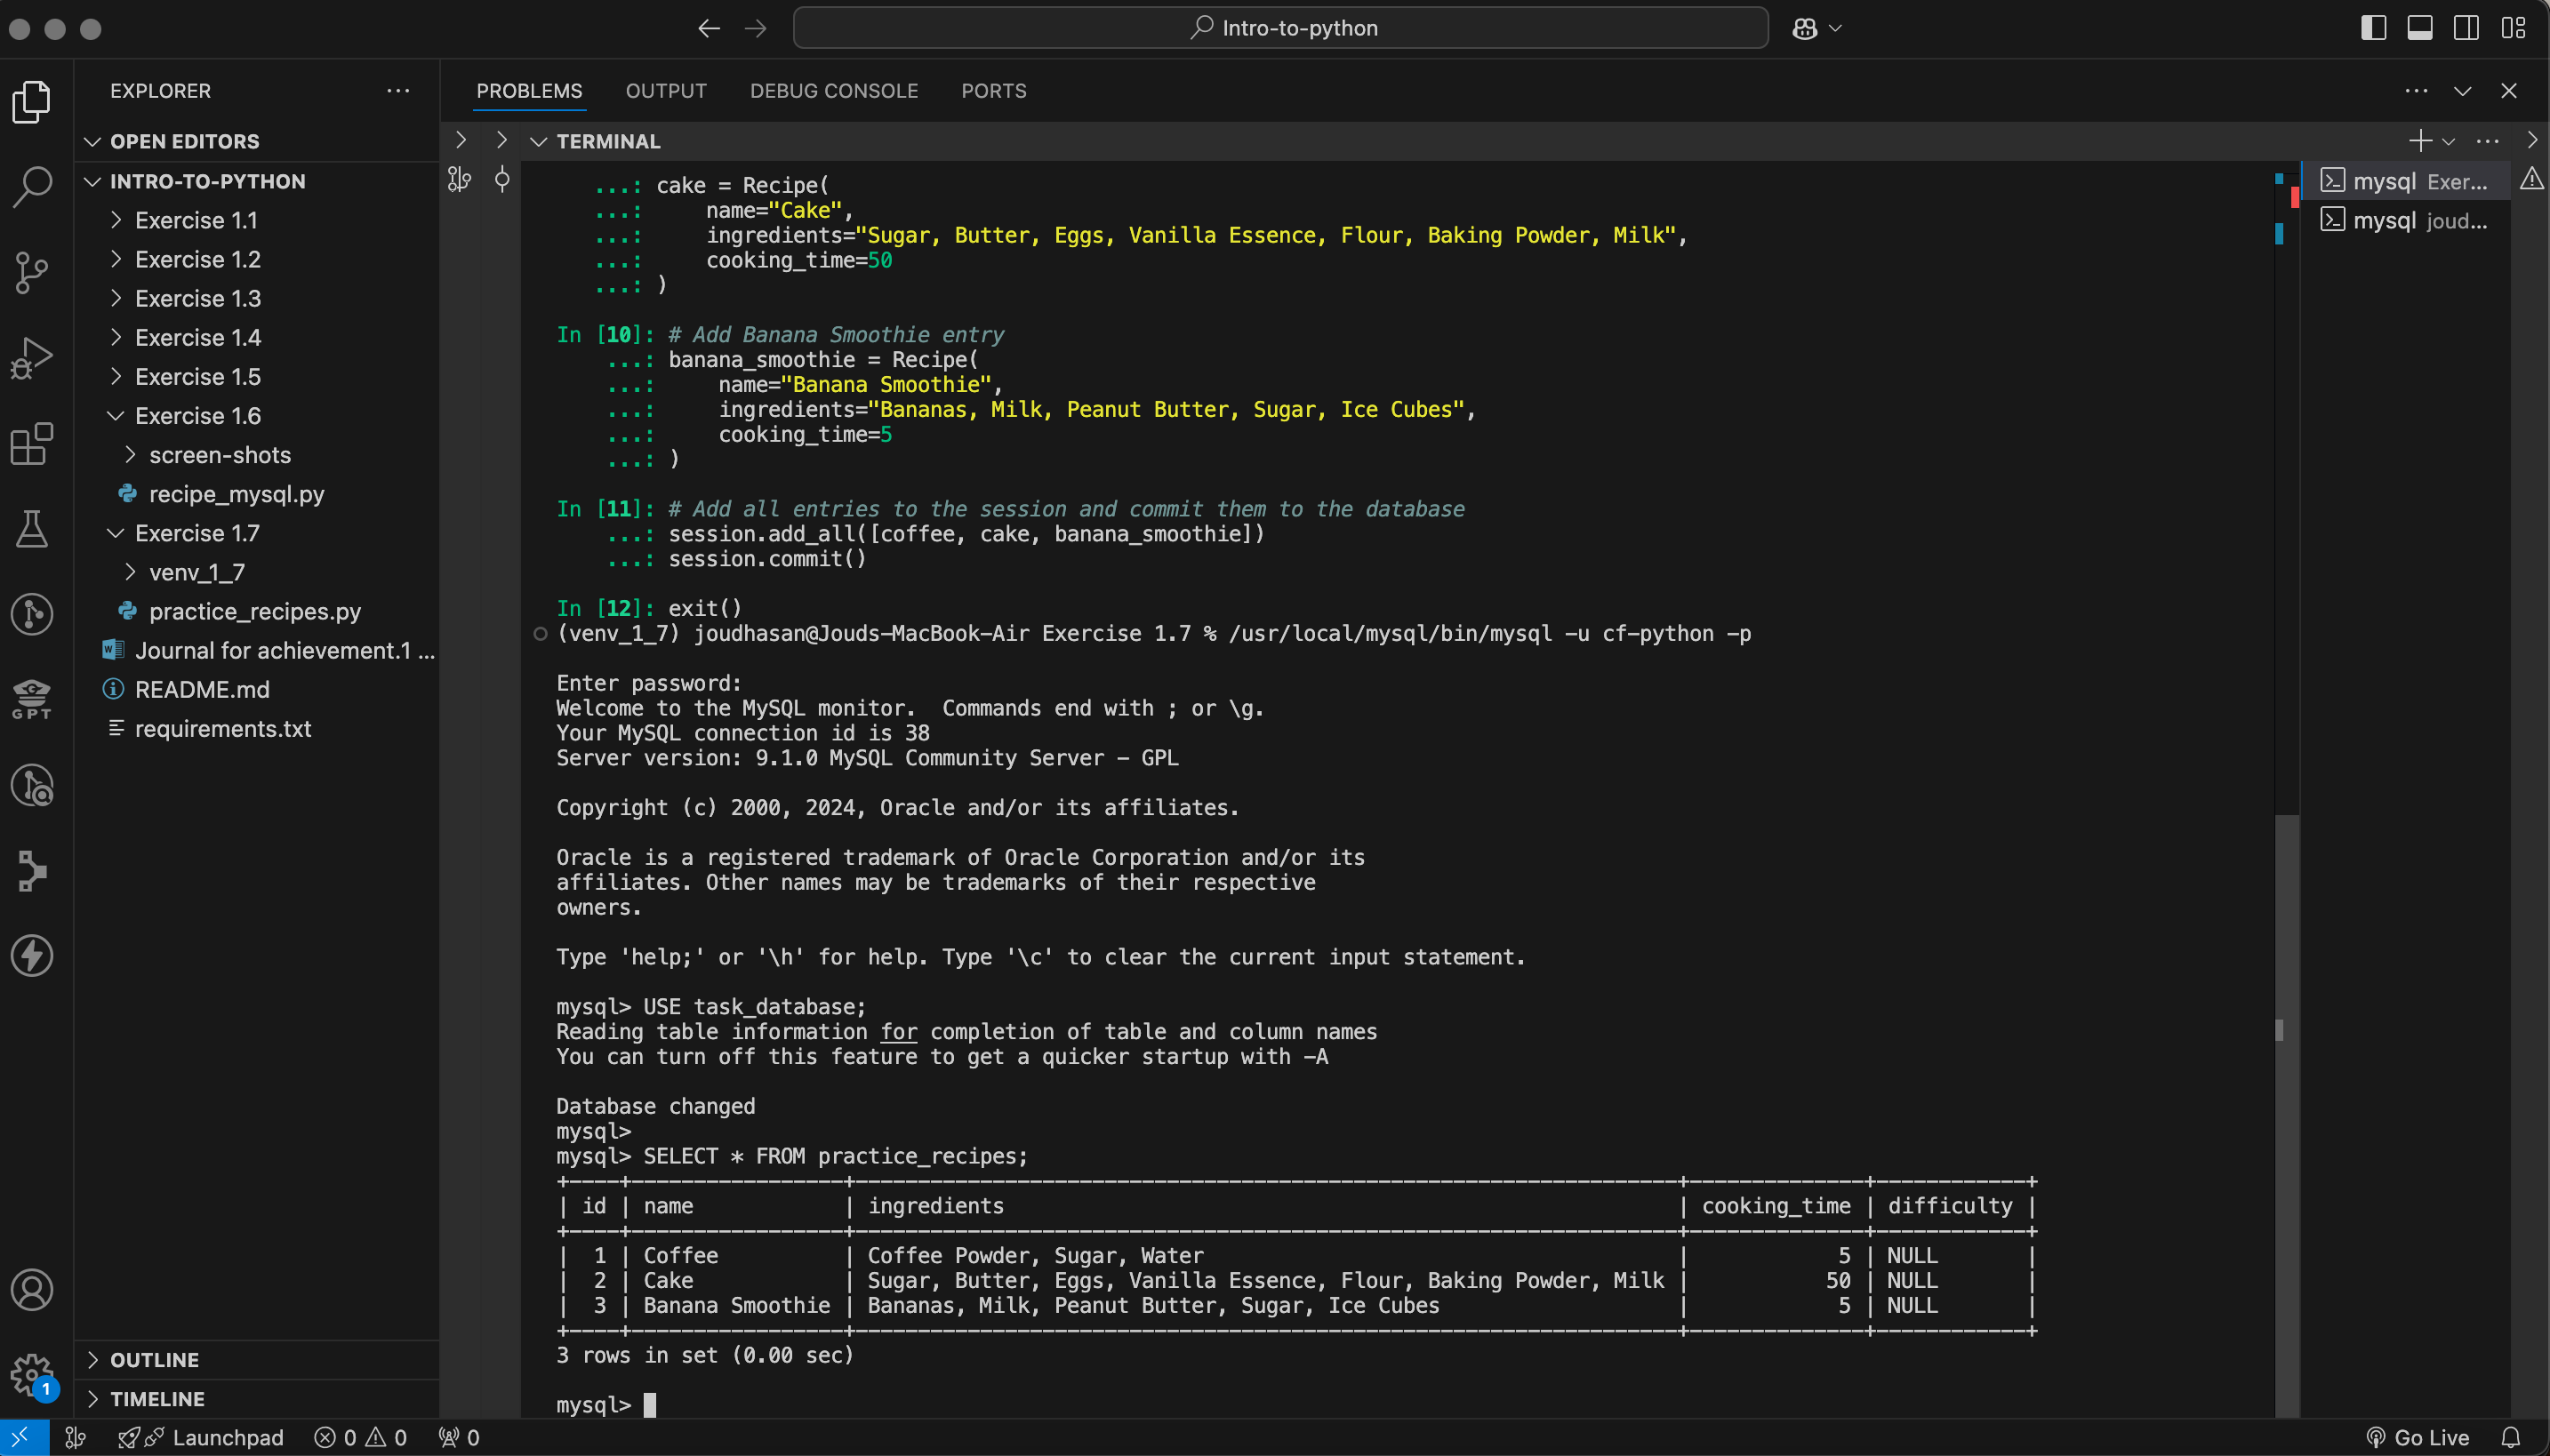 Intro-to-python
EXPLORER
OPEN EDITORS
INTRO-TO-PYTHON
Exercise 1.1
Exercise 1.2
Exercise 1.3
Exercise 1.4
Exercise 1.5
Exercise 1.6
screen-shots
recipe_mysql.py
Exercise 1.7
venv_1_7
practice_recipes.py
Journal for achievement.1 ...
README.md
requirements.txt
OUTLINE
TIMELINE
GPT
1
PROBLEMS OUTPUT DEBUG CONSOLE PORTS
TERMINAL
...: cake = Recipe(
...:     name="Cake",
...:     ingredients="Sugar, Butter, Eggs, Vanilla Essence, Flour, Baking Powder, Milk",
...:     cooking_time=50
...: )
In [10]: # Add Banana Smoothie entry
...: banana_smoothie = Recipe(
...:     name="Banana Smoothie",
...:     ingredients="Bananas, Milk, Peanut Butter, Sugar, Ice Cubes",
...:     cooking_time=5
...: )
In [11]: # Add all entries to the session and commit them to the database
...: session.add_all([coffee, cake, banana_smoothie])
...: session.commit()
In [12]: exit()
(venv_1_7) joudhasan@Jouds-MacBook-Air Exercise 1.7 % /usr/local/mysql/bin/mysql -u cf-python -p
Enter password:
Welcome to the MySQL monitor.  Commands end with ; or \g.
Your MySQL connection id is 38
Server version: 9.1.0 MySQL Community Server - GPL
Copyright (c) 2000, 2024, Oracle and/or its affiliates.
Oracle is a registered trademark of Oracle Corporation and/or its
affiliates. Other names may be trademarks of their respective
owners.
Type 'help;' or '\h' for help. Type '\c' to clear the current input statement.
mysql> USE task_database;
Reading table information for completion of table and column names
You can turn off this feature to get a quicker startup with -A
Database changed
mysql>
mysql> SELECT * FROM practice_recipes;
+----+-----------------+------------------------------------------------------------------+--------------+------------+
| id | name            | ingredients                                                      | cooking_time | difficulty |
+----+-----------------+------------------------------------------------------------------+--------------+------------+
|  1 | Coffee          | Coffee Powder, Sugar, Water                                      |            5 | NULL       |
|  2 | Cake            | Sugar, Butter, Eggs, Vanilla Essence, Flour, Baking Powder, Milk |           50 | NULL       |
|  3 | Banana Smoothie | Bananas, Milk, Peanut Butter, Sugar, Ice Cubes                   |            5 | NULL       |
+----+-----------------+------------------------------------------------------------------+--------------+------------+
3 rows in set (0.00 sec)
mysql>
mysql Exer...
mysql joud...
Launchpad 0 0 0
Go Live